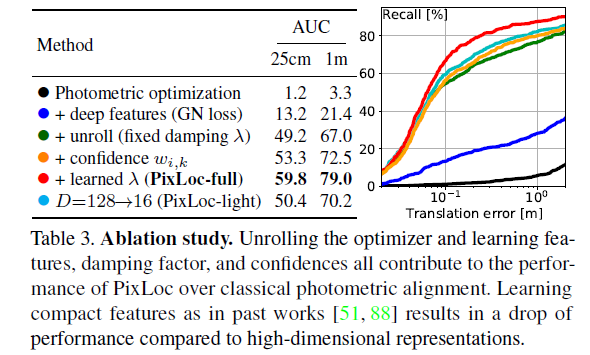 Method
AUC
25cm 1m
Photometric optimization 1.2 3.3
+ deep features (GN loss) 13.2 21.4
+ unroll (fixed damping λ) 49.2 67.0
+ confidence wi,k 53.3 72.5
+ learned λ (PixLoc-full) 59.8 79.0
D=128→16 (PixLoc-light) 50.4 70.2
Recall [%]
80
60
40
20
0
10⁻¹ 10⁰
Translation error [m]
Table 3. Ablation study. Unrolling the optimizer and learning fea-
tures, damping factor, and confidences all contribute to the perfor-
mance of PixLoc over classical photometric alignment. Learning
compact features as in past works [51, 88] results in a drop of
performance compared to high-dimensional representations.